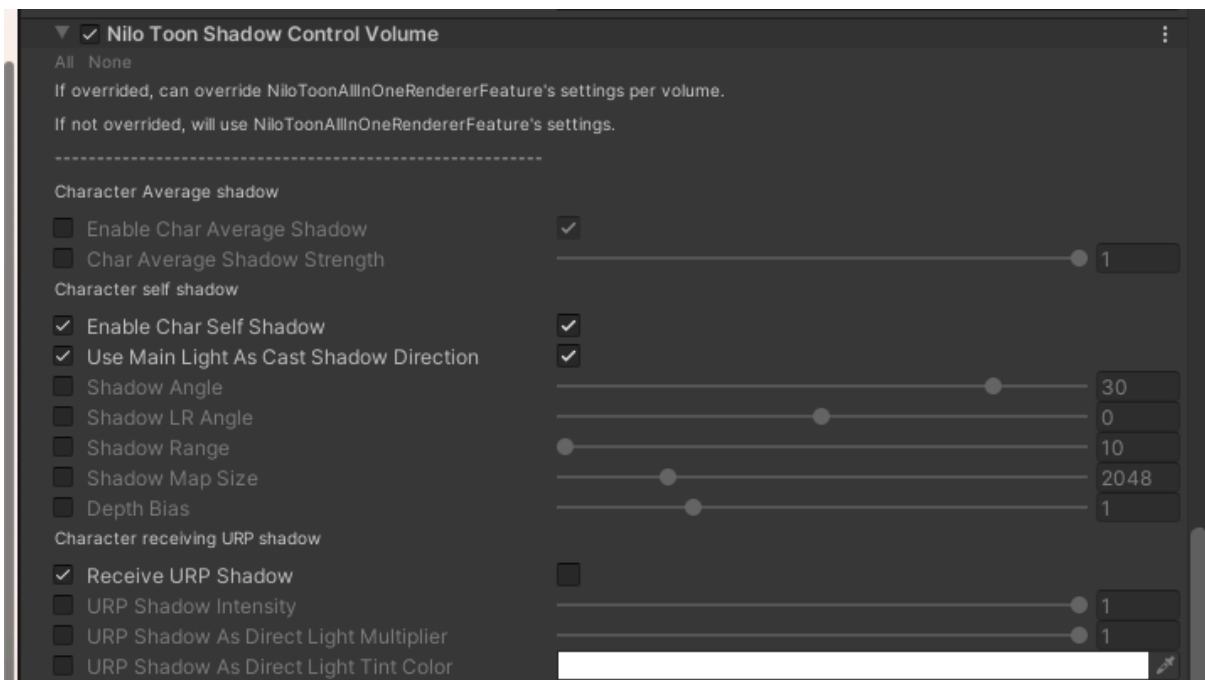 Nilo Toon Shadow Control Volume
All None
If overrided, can override NiloToonAllInOneRendererFeature's settings per volume.
If not overrided, will use NiloToonAllInOneRendererFeature's settings.
----------------------------------------------------------
Character Average shadow
Enable Char Average Shadow
Char Average Shadow Strength 1
Character self shadow
Enable Char Self Shadow
Use Main Light As Cast Shadow Direction
Shadow Angle 30
Shadow LR Angle 0
Shadow Range 10
Shadow Map Size 2048
Depth Bias 1
Character receiving URP shadow
Receive URP Shadow
URP Shadow Intensity 1
URP Shadow As Direct Light Multiplier 1
URP Shadow As Direct Light Tint Color